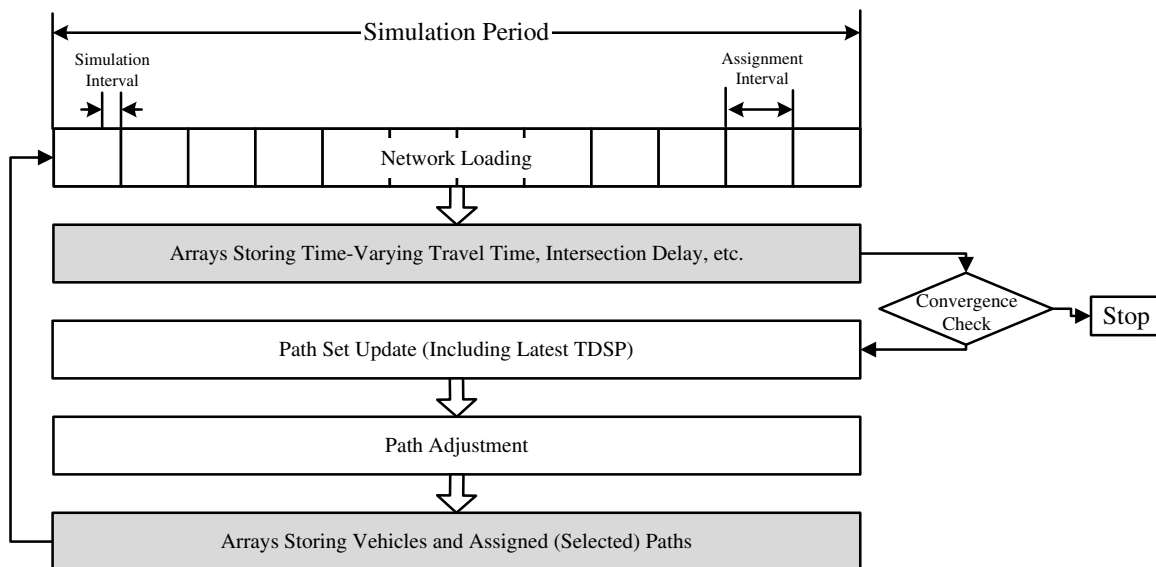 Simulation Period
Simulation
Interval
Assignment
Interval
Network Loading
Arrays Storing Time-Varying Travel Time, Intersection Delay, etc.
Convergence
Check
Stop
Path Set Update (Including Latest TDSP)
Path Adjustment
Arrays Storing Vehicles and Assigned (Selected) Paths